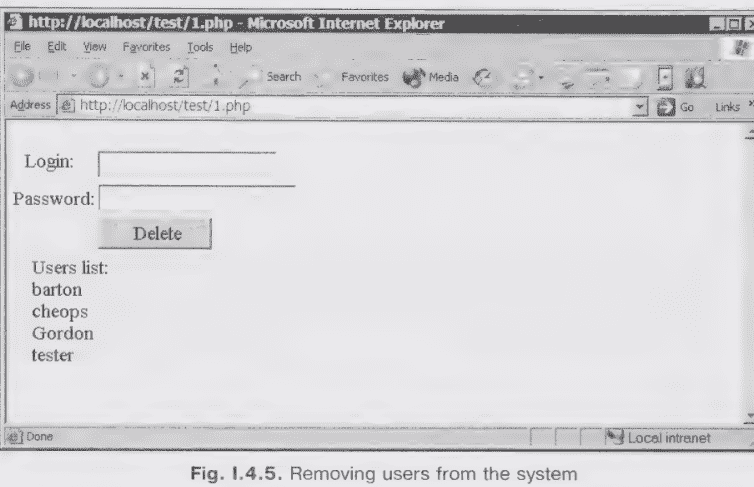 http://localhost/test/1.php - Microsoft Internet Explorer
File Edit View Favorites Tools Help
Search Favorites Media
Address http://localhost/test/1.php Go Links
Login:
Password:
Delete
Users list:
barton
cheops
Gordon
tester
Done Local intranet
Fig. I.4.5. Removing users from the system